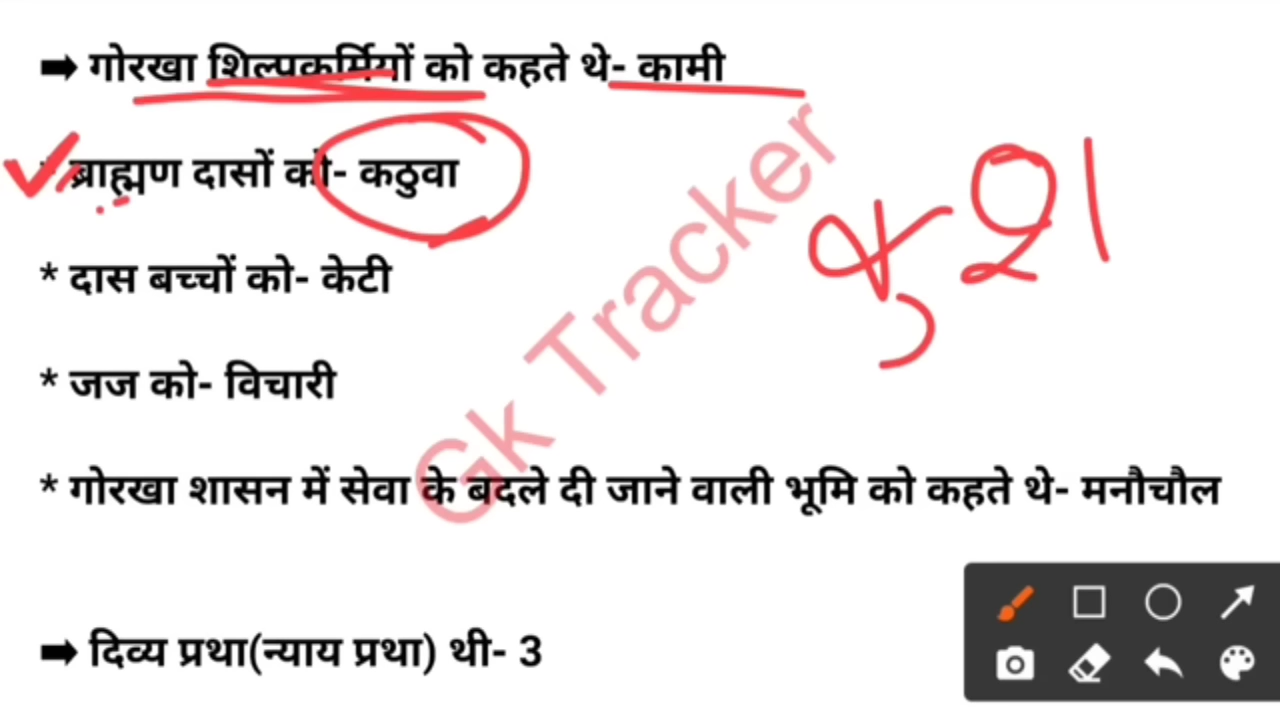 ➡ गोरखा शिल्पकर्मियों को कहते थे- कामी
* ब्राह्मण दासों को- कठुवा
* दास बच्चों को- केटी
* जज को- विचारी
* गोरखा शासन में सेवा के बदले दी जाने वाली भूमि को कहते थे- मनौचौल
➡ दिव्य प्रथा(न्याय प्रथा) थी- 3
Gk Tracker